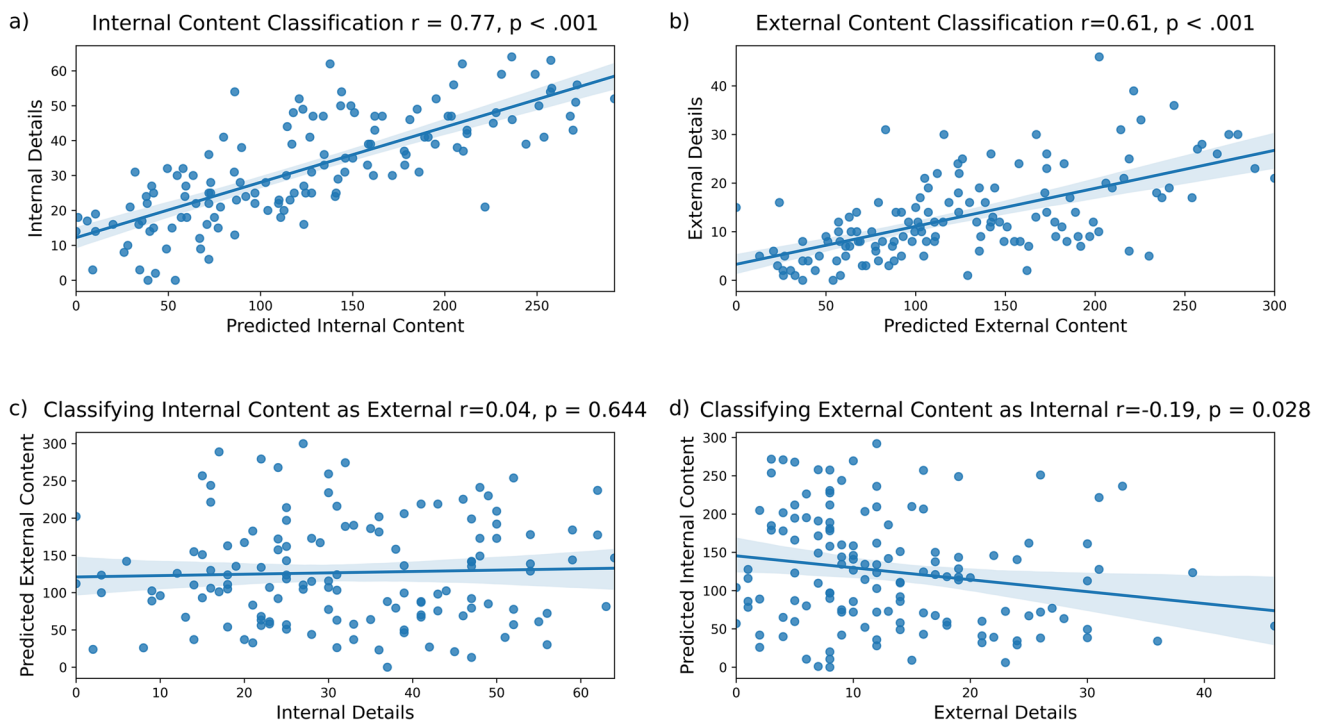 a) Internal Content Classification r = 0.77, p < .001
60
50
40
30
20
10
0
Internal Details
0 50 100 150 200 250
Predicted Internal Content
b) External Content Classification r=0.61, p < .001
40
30
20
10
0
External Details
0 50 100 150 200 250 300
Predicted External Content
c) Classifying Internal Content as External r=0.04, p = 0.644
300
250
200
150
100
50
0
Predicted External Content
0 10 20 30 40 50 60
Internal Details
d) Classifying External Content as Internal r=-0.19, p = 0.028
300
250
200
150
100
50
0
Predicted Internal Content
0 10 20 30 40
External Details